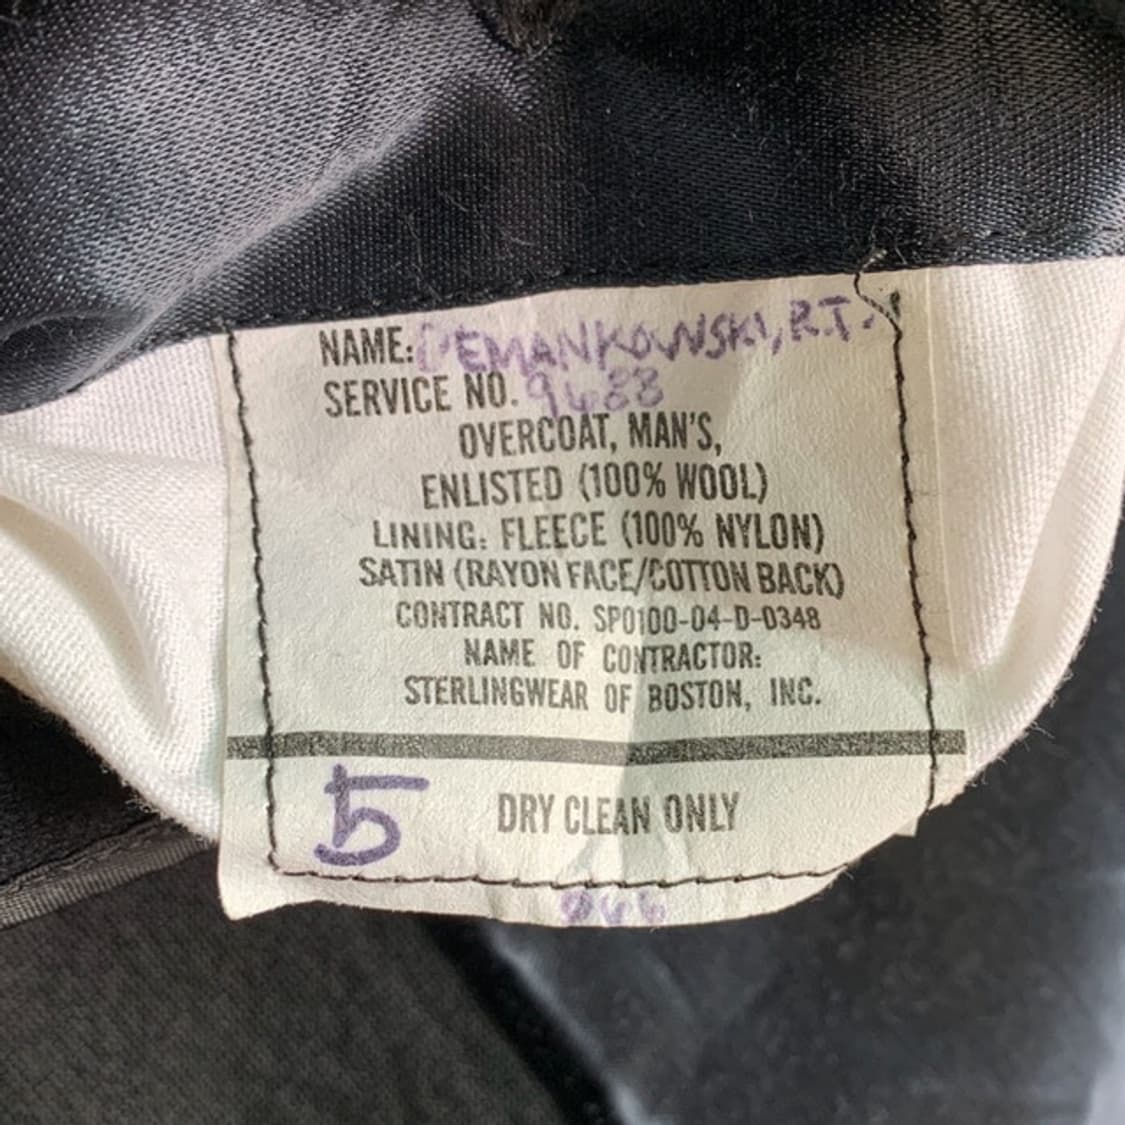 NAME: DEMANKOWSKI, R.T.
SERVICE NO. 9688
OVERCOAT, MAN'S,
ENLISTED (100% WOOL)
LINING: FLEECE (100% NYLON)
SATIN (RAYON FACE/COTTON BACK)
CONTRACT NO. SP0100-04-D-0348
NAME OF CONTRACTOR:
STERLINGWEAR OF BOSTON, INC.
5 DRY CLEAN ONLY